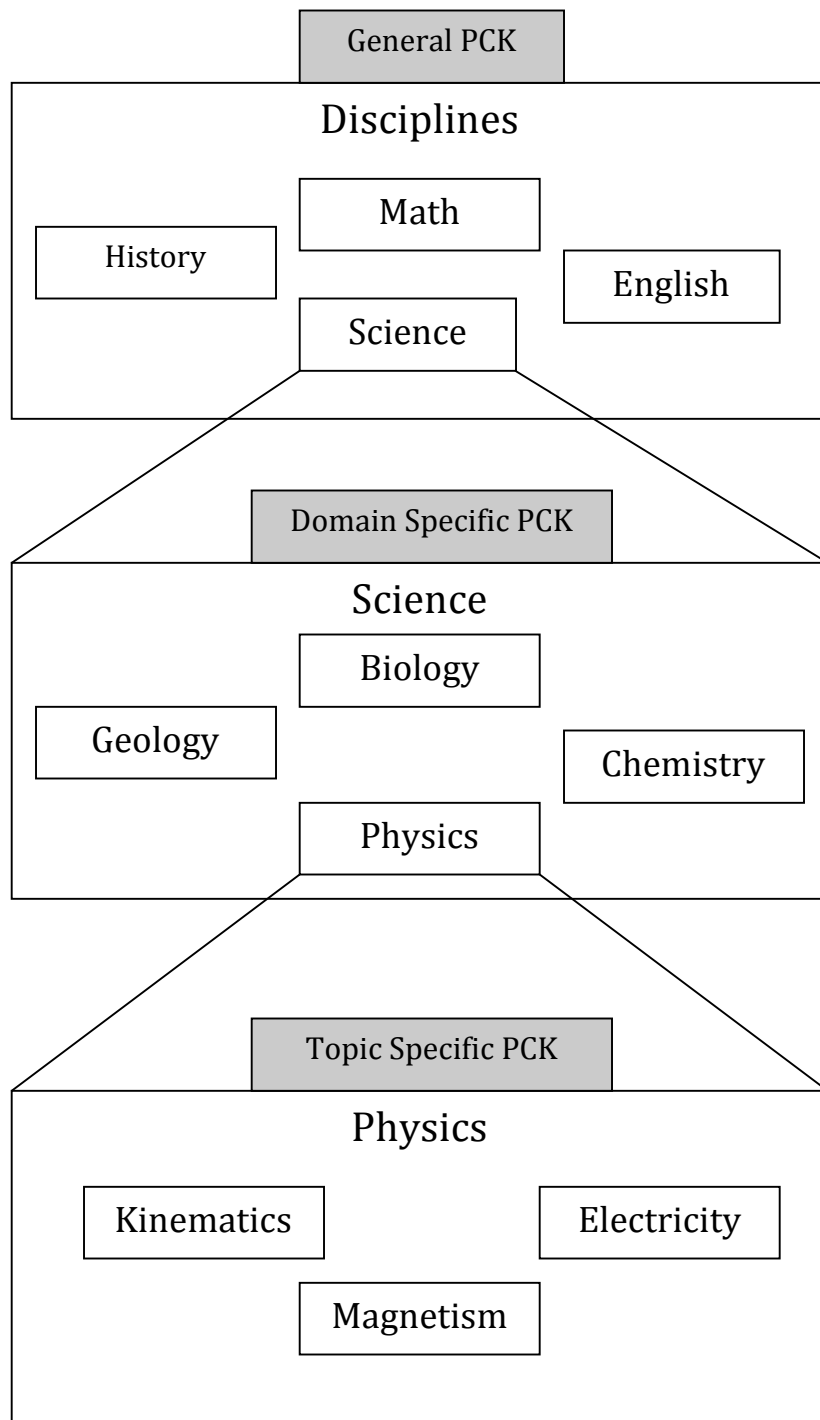 General PCK
Disciplines
Math
History
English
Science
Domain Specific PCK
Science
Biology
Geology
Chemistry
Physics
Topic Specific PCK
Physics
Kinematics
Electricity
Magnetism